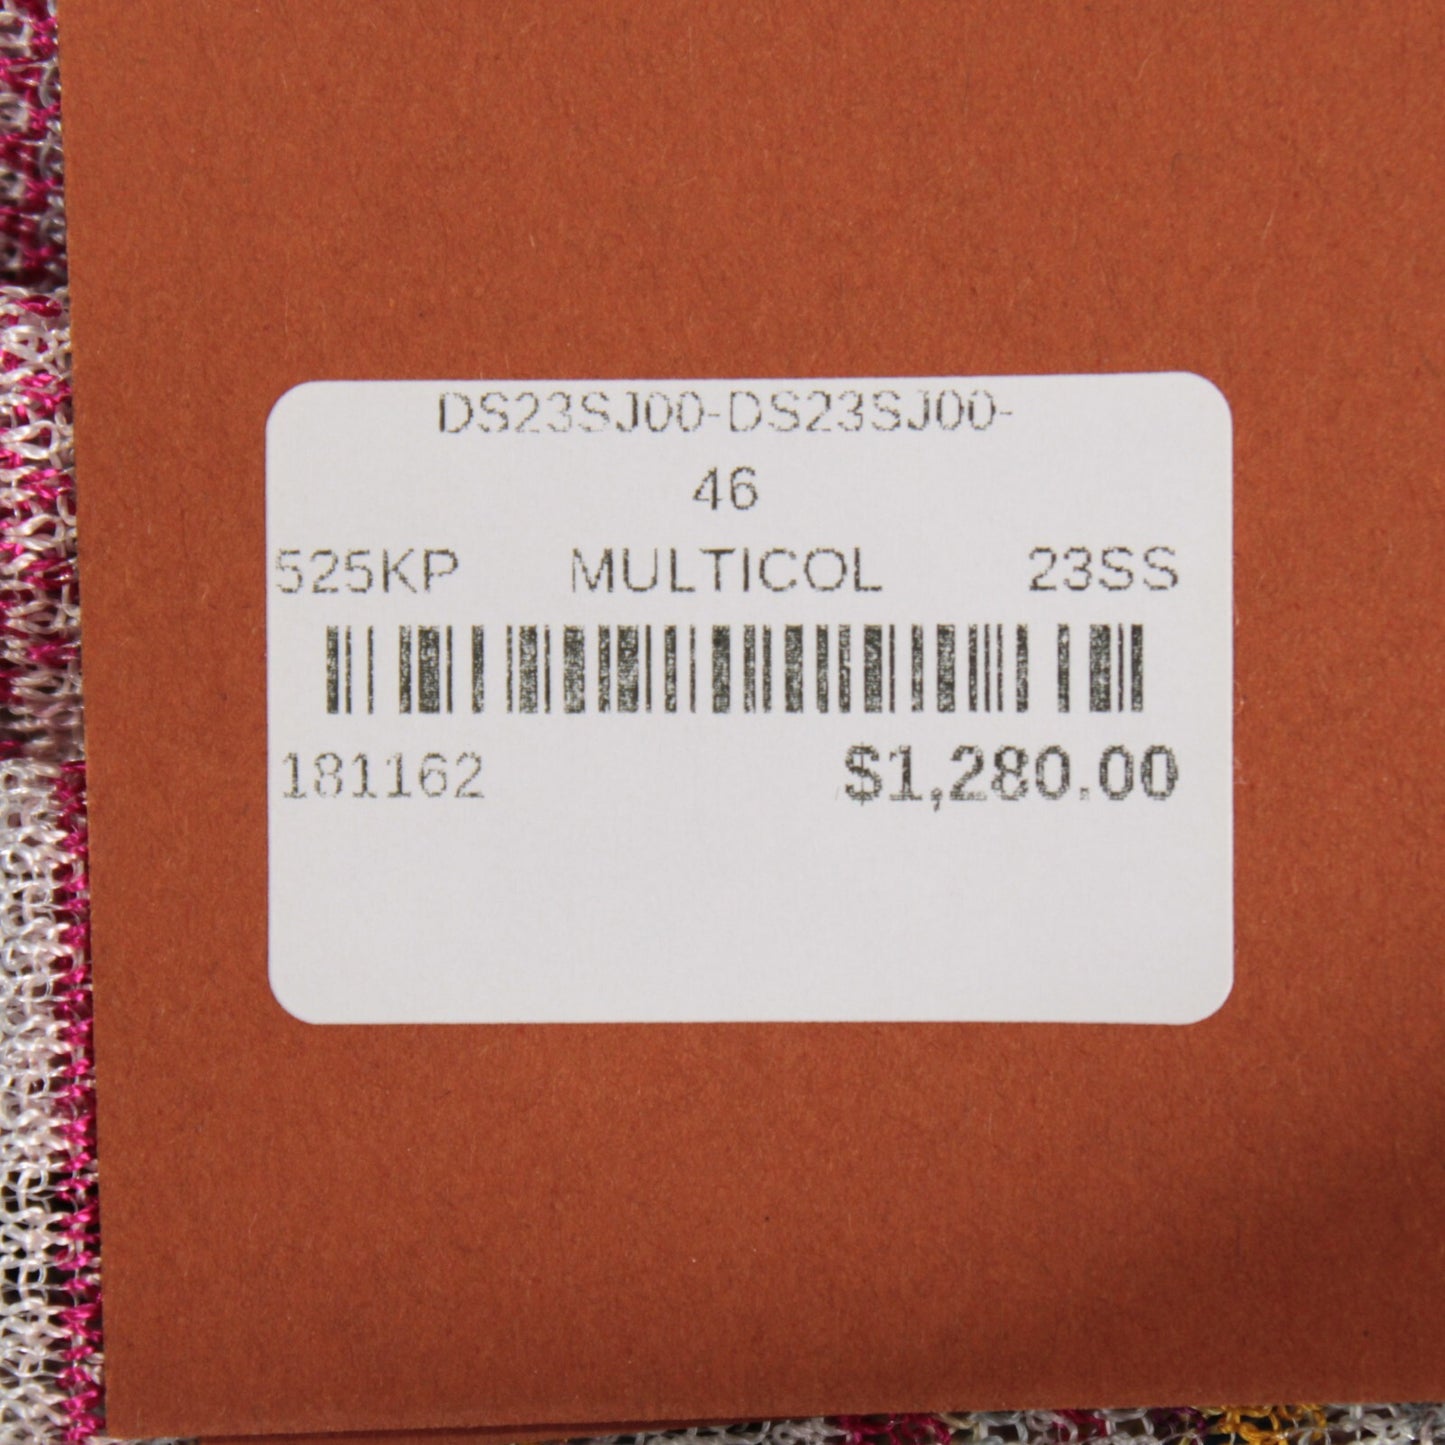 DS23SJ00-DS23SJ00-
46
525KP MULTICOL 23SS
181162 $1,280.00